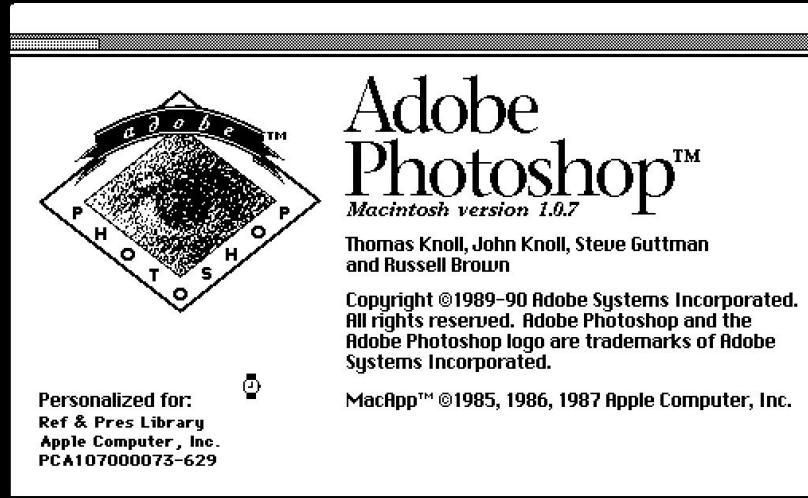 adobe™
PHOTOSHOP
Adobe
Photoshop™
Macintosh version 1.0.7
Thomas Knoll, John Knoll, Steve Guttman
and Russell Brown
Copyright ©1989-90 Adobe Systems Incorporated.
All rights reserved. Adobe Photoshop and the
Adobe Photoshop logo are trademarks of Adobe
Systems Incorporated.
MacApp™ ©1985, 1986, 1987 Apple Computer, Inc.
Personalized for:
Ref & Pres Library
Apple Computer, Inc.
PCA107000073-629